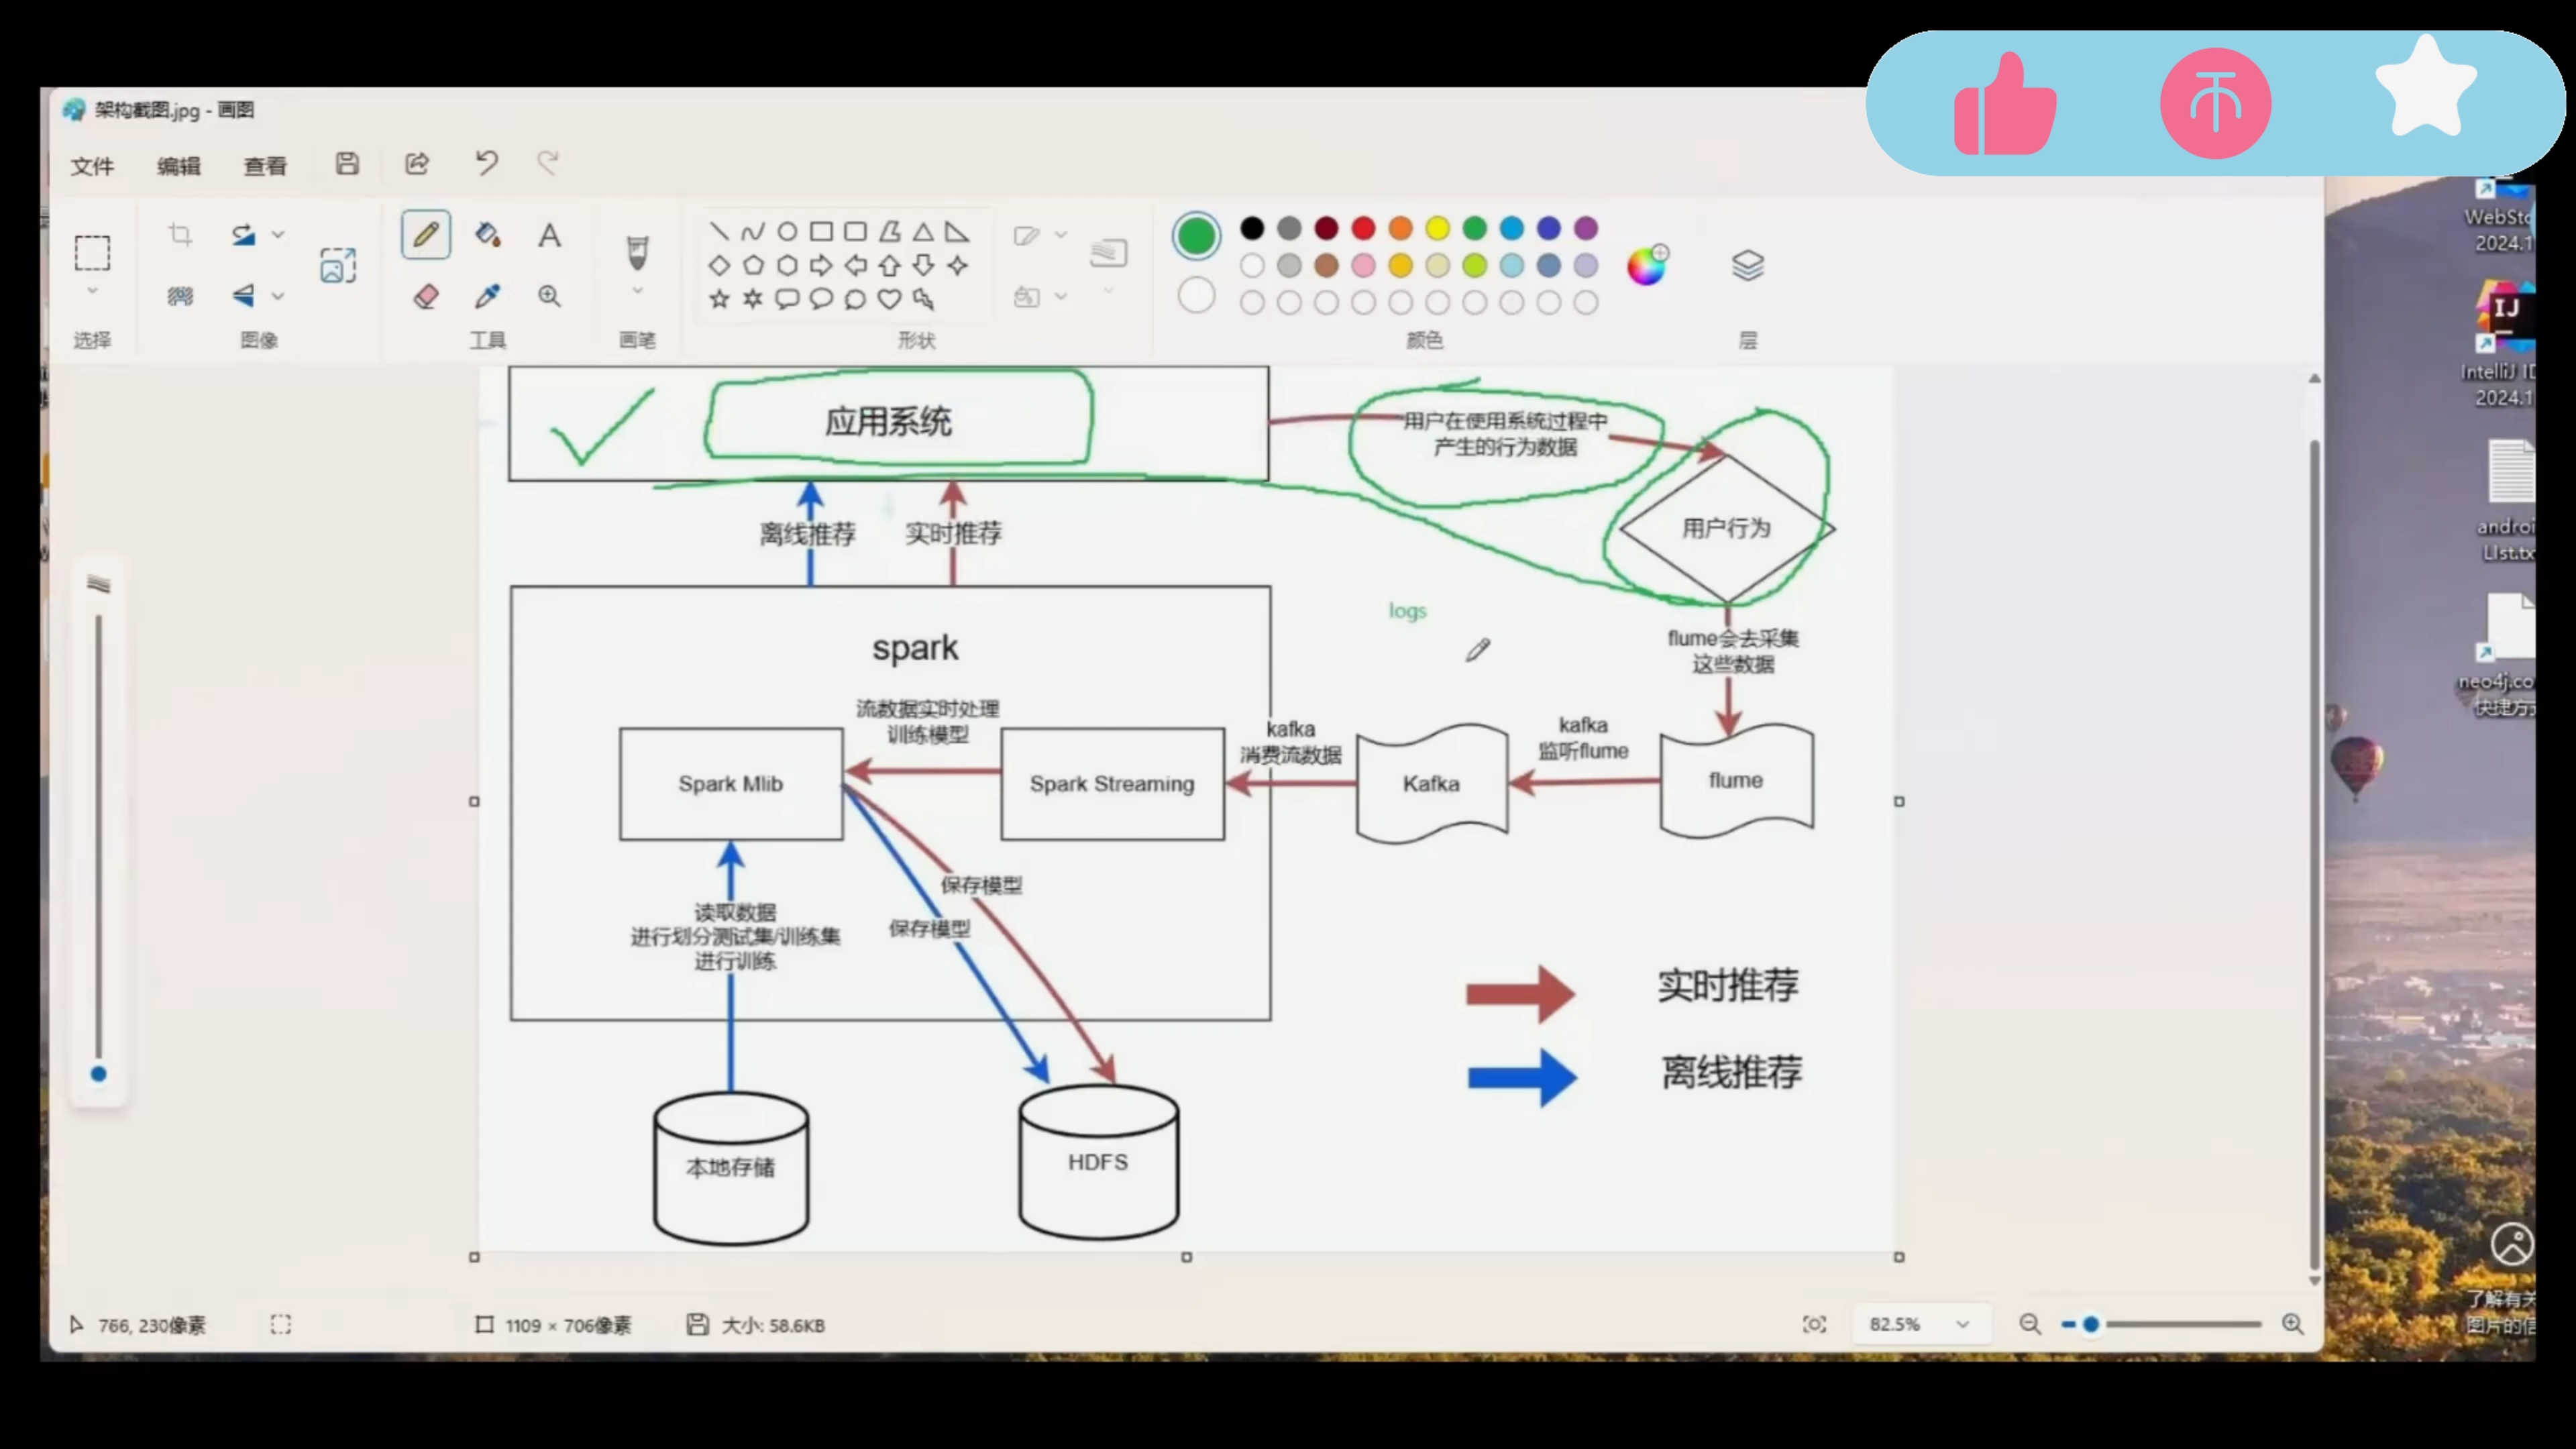 架构截图.jpg - 画图
文件 编辑 查看
选择 图像 工具 画笔 形状 颜色 层
应用系统
用户在使用系统过程中
产生的行为数据
用户行为
离线推荐 实时推荐
logs
flume会去采集
这些数据
spark
流数据实时处理
训练模型
kafka
消费流数据
kafka
监听flume
Spark Mlib
Spark Streaming
Kafka
flume
保存模型
保存模型
读取数据
进行划分测试集/训练集
进行训练
实时推荐
离线推荐
本地存储
HDFS
766, 230像素
1109 × 706像素
大小: 58.6KB
82.5%
2024.1
IJ
IntelliJ
2024.1
快捷方
了解有关
图片的